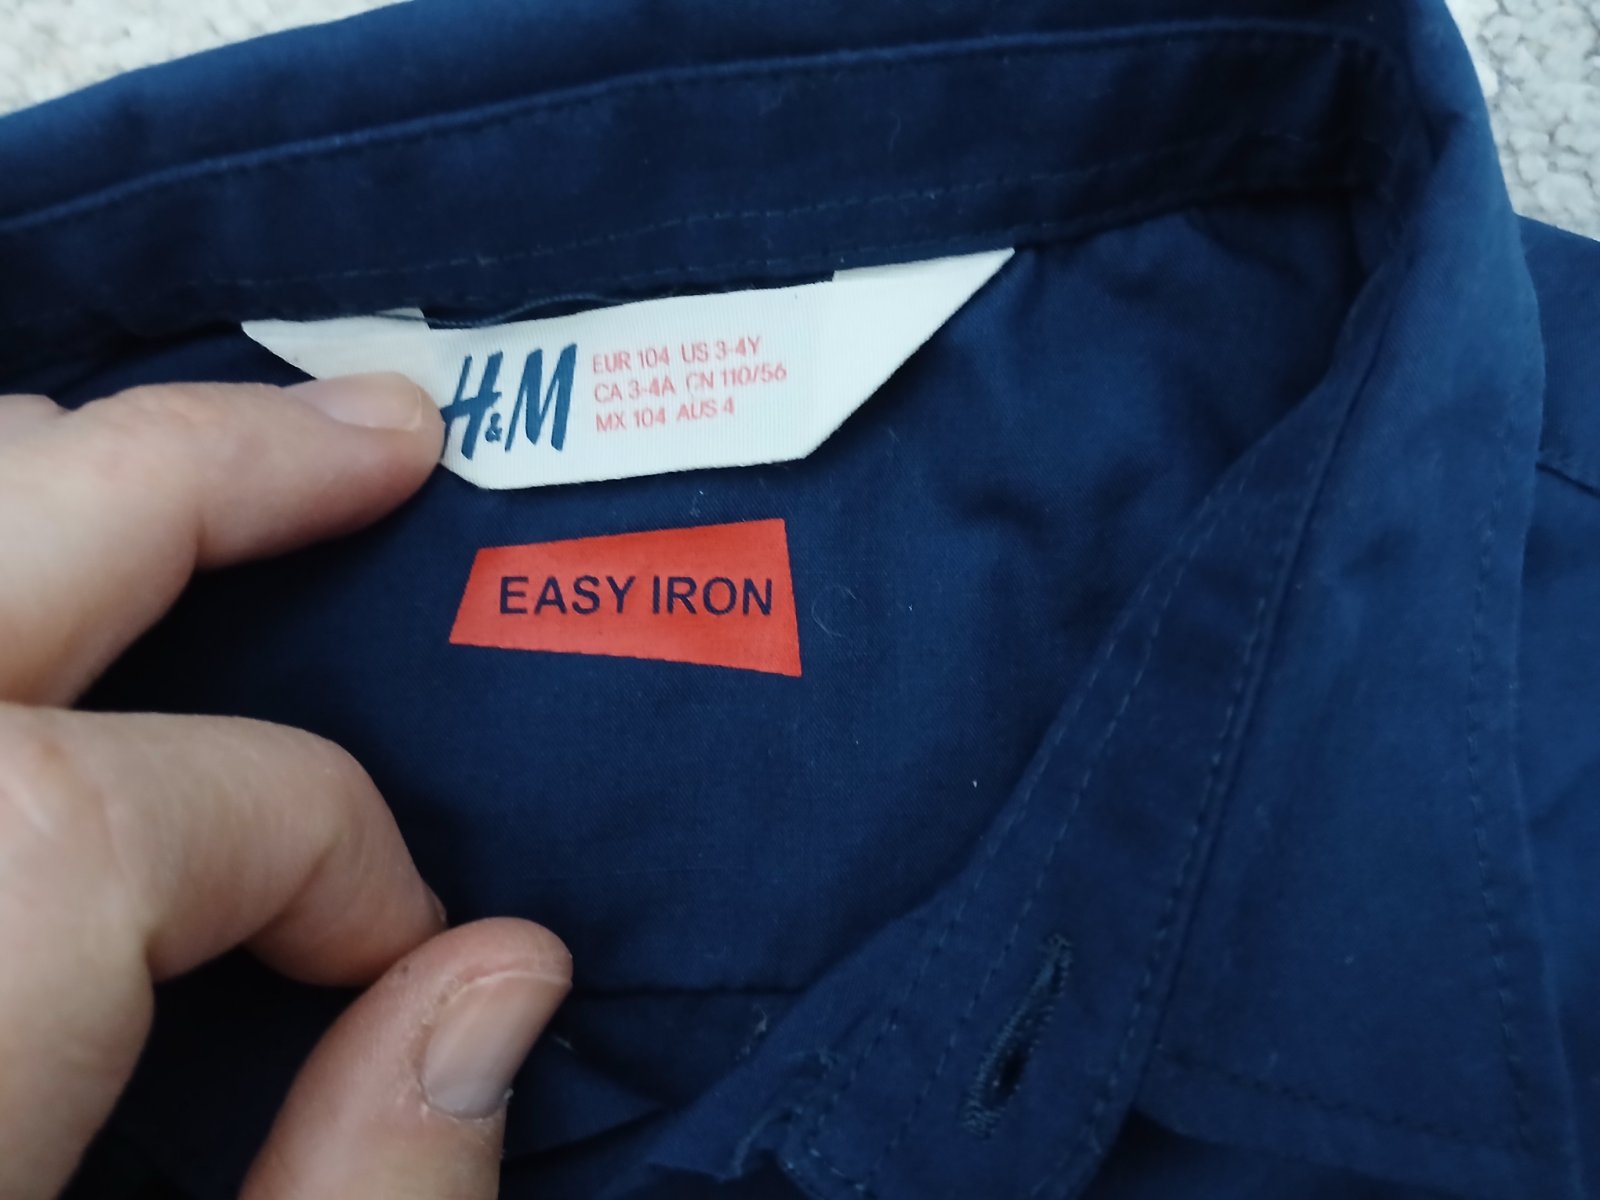 H&M
EUR 104 US 3-4Y
CA 3-4A CN 110/56
MX 104 AUS 4
EASY IRON